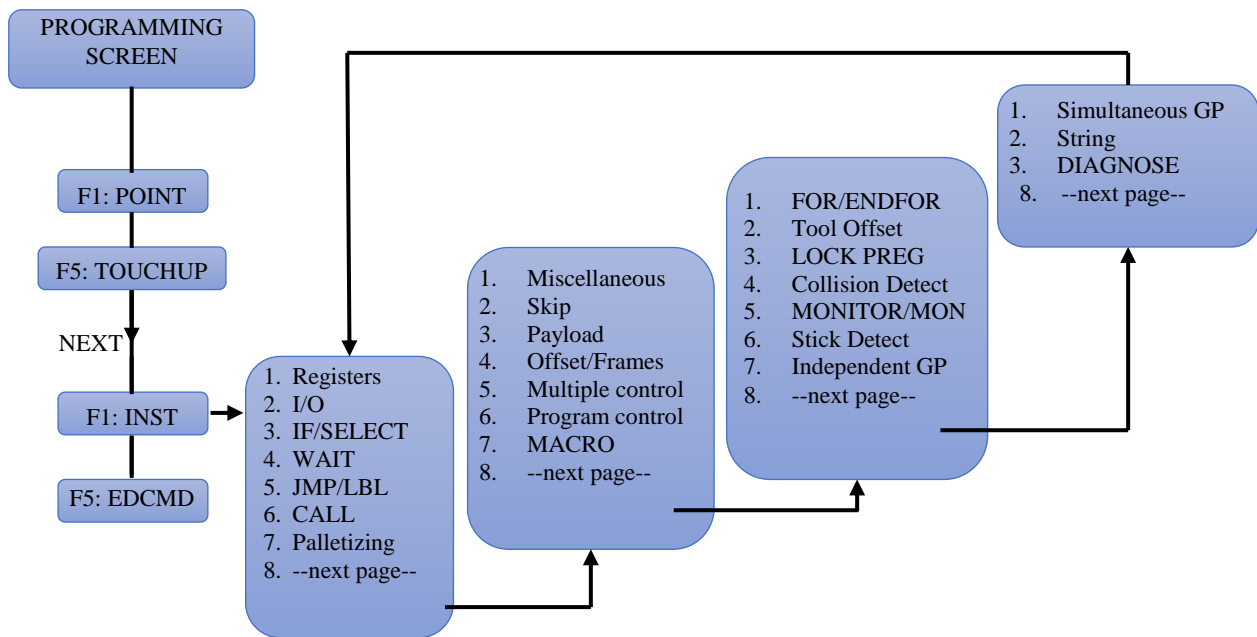 PROGRAMMING
SCREEN
F1: POINT
F5: TOUCHUP
NEXT
F1: INST
F5: EDCMD
1. Registers
2. I/O
3. IF/SELECT
4. WAIT
5. JMP/LBL
6. CALL
7. Palletizing
8. --next page--
1. Miscellaneous
2. Skip
3. Payload
4. Offset/Frames
5. Multiple control
6. Program control
7. MACRO
8. --next page--
1. FOR/ENDFOR
2. Tool Offset
3. LOCK PREG
4. Collision Detect
5. MONITOR/MON
6. Stick Detect
7. Independent GP
8. --next page--
1. Simultaneous GP
2. String
3. DIAGNOSE
8. --next page--